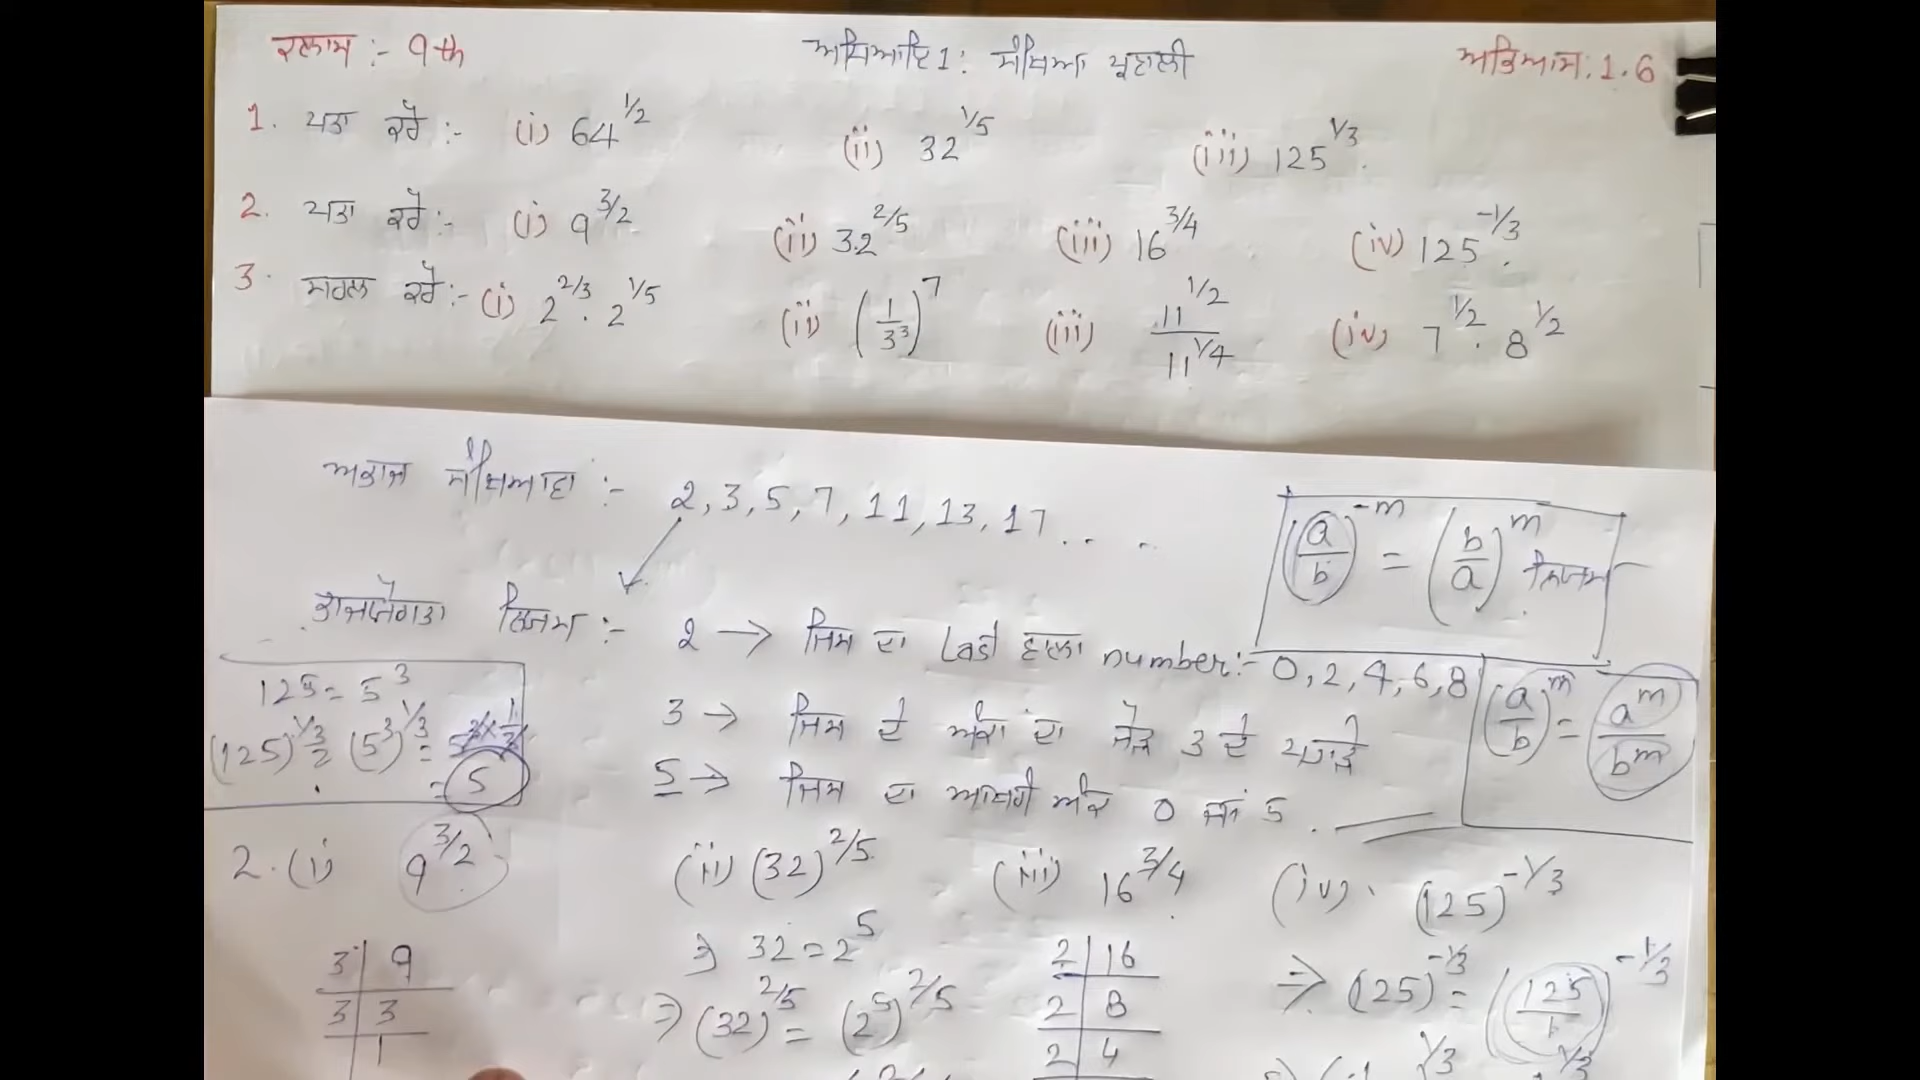 ਕਲਾਸ :- 9th ਅਧਿਆਇ 1: ਸੰਖਿਆ ਪ੍ਰਣਾਲੀ ਅਭਿਆਸ: 1.6
1. ਪਤਾ ਕਰੋ :- (i) 64^1/2 (ii) 32^1/5 (iii) 125^1/3.
2. ਪਤਾ ਕਰੋ :- (i) 9^3/2 (ii) 32^2/5 (iii) 16^3/4 (iv) 125^-1/3.
3. ਸਰਲ ਕਰੋ :- (i) 2^2/3 . 2^1/5 (ii) (1/3^3)^7 (iii) 11^1/2 / 11^1/4 (iv) 7^1/2 . 8^1/2
ਅਭਾਜ ਸੰਖਿਆਵਾਂ :- 2, 3, 5, 7, 11, 13, 17 . . .
(a/b)^-m = (b/a)^m ਨਿਯਮ
ਭਾਜਯੋਗਤਾ ਨਿਯਮ :- 2 → ਜਿਸ ਦਾ Last ਵਾਲਾ number :- 0, 2, 4, 6, 8
3 → ਜਿਸ ਦੇ ਅੰਕਾਂ ਦਾ ਜੋੜ 3 ਦੇ ਪਹਾੜੇ
5 → ਜਿਸ ਦਾ ਆਖਰੀ ਅੰਕ 0 ਜਾਂ 5 .
(a/b)^m = a^m/b^m
125 = 5^3
(125)^1/3 = (5^3)^1/3 = 5^3×1/3
= 5
2. (i) 9^3/2 (ii) (32)^2/5 (iii) 16^3/4 (iv) (125)^-1/3
3 | 9
3 | 3
1
⇒ 32 = 2^5
⇒ (32)^2/5 = (2^5)^2/5
2 | 16
2 | 8
2 | 4
⇒ (125)^-1/3 = (125/1)^-1/3